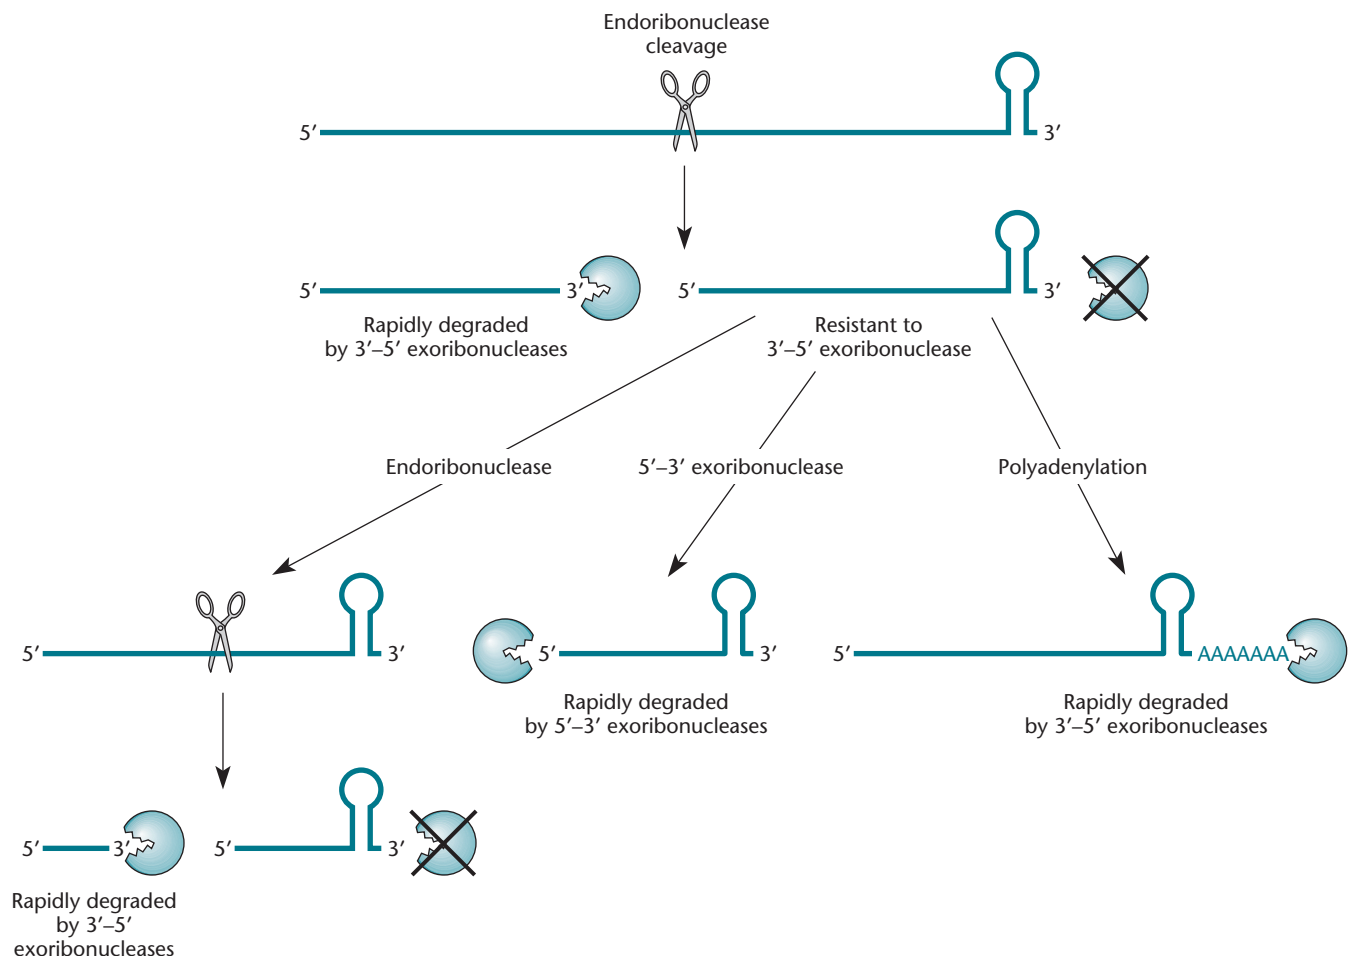 Endoribonuclease
cleavage
5′ 3′
5′ 3′ 5′ 3′
Rapidly degraded
by 3′–5′ exoribonucleases
Resistant to
3′–5′ exoribonuclease
Endoribonuclease
5′–3′ exoribonuclease
Polyadenylation
5′ 3′
5′ 3′
5′ AAAAAAA
Rapidly degraded
by 5′–3′ exoribonucleases
Rapidly degraded
by 3′–5′ exoribonucleases
5′ 3′ 5′ 3′
Rapidly degraded
by 3′–5′
exoribonucleases